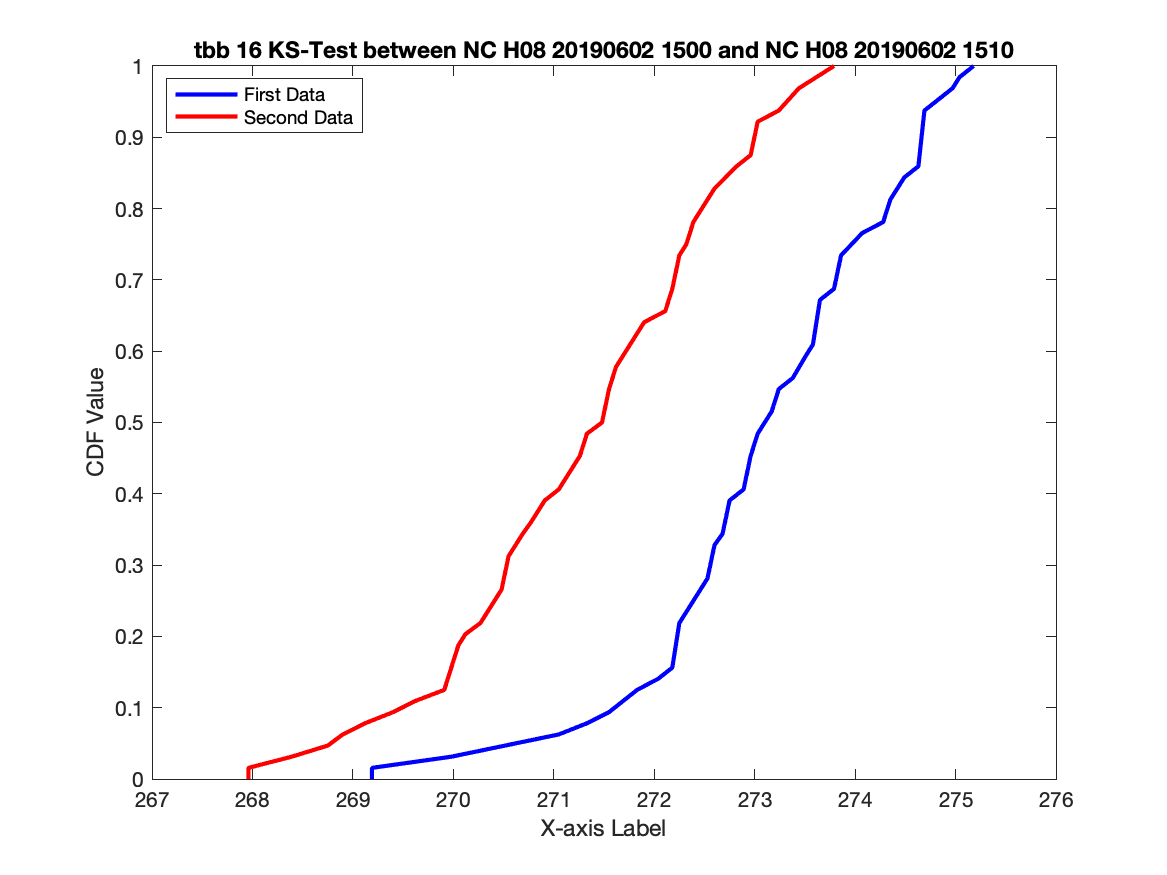 tbb 16 KS-Test between NC H08 20190602 1500 and NC H08 20190602 1510
First Data
Second Data
1
0.9
0.8
0.7
0.6
0.5
0.4
0.3
0.2
0.1
0
CDF Value
267 268 269 270 271 272 273 274 275 276
X-axis Label